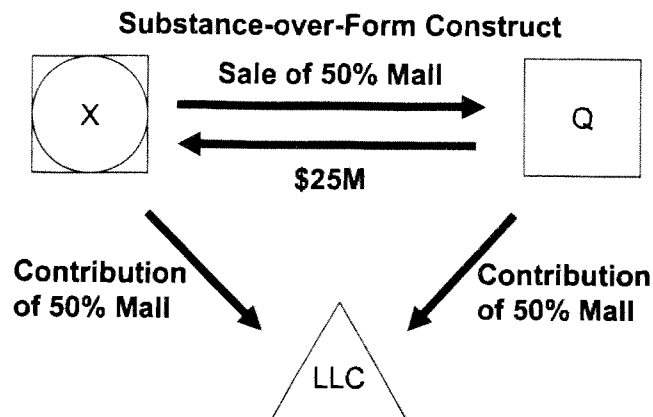 Substance-over-Form Construct
Sale of 50% Mall
X
Q
$25M
Contribution
of 50% Mall
Contribution
of 50% Mall
LLC